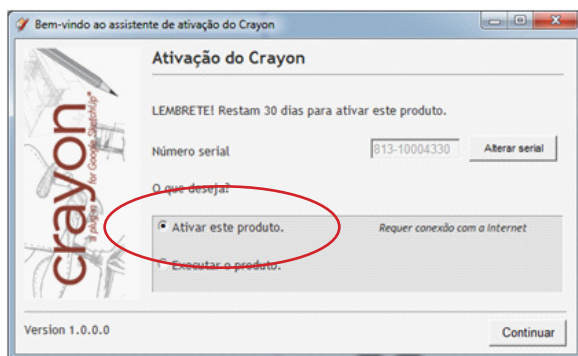 Bem-vindo ao assistente de ativação do Crayon
Ativação do Crayon
LEMBRETE! Restam 30 dias para ativar este produto.
Número serial
813-10004330
Alterar serial
O que deseja?
Ativar este produto.
Requer conexão com a Internet
Executar o produto.
crayon
a plug-in for Google SketchUp®
Version 1.0.0.0
Continuar